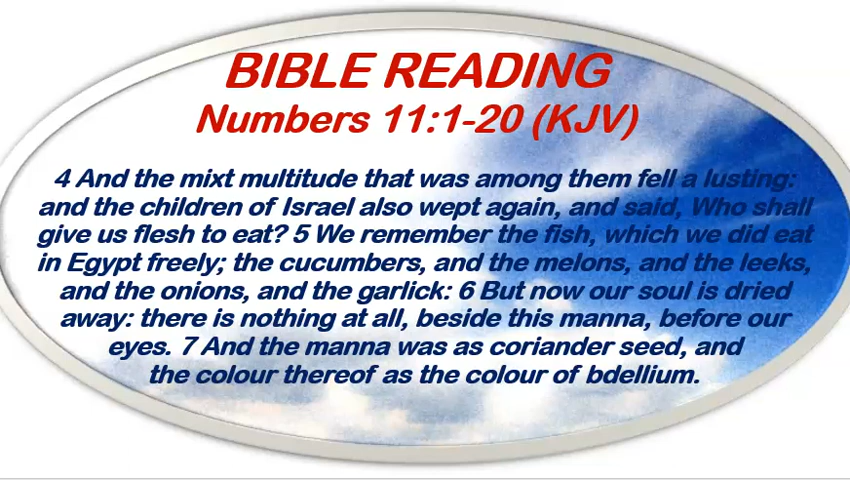 BIBLE READING
Numbers 11:1-20 (KJV)
4 And the mixt multitude that was among them fell a lusting:
and the children of Israel also wept again, and said, Who shall
give us flesh to eat? 5 We remember the fish, which we did eat
in Egypt freely; the cucumbers, and the melons, and the leeks,
and the onions, and the garlick: 6 But now our soul is dried
away: there is nothing at all, beside this manna, before our
eyes. 7 And the manna was as coriander seed, and
the colour thereof as the colour of bdellium.